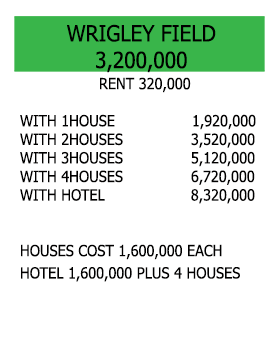 WRIGLEY FIELD
3,200,000
RENT 320,000
WITH 1HOUSE 1,920,000
WITH 2HOUSES 3,520,000
WITH 3HOUSES 5,120,000
WITH 4HOUSES 6,720,000
WITH HOTEL 8,320,000
HOUSES COST 1,600,000 EACH
HOTEL 1,600,000 PLUS 4 HOUSES